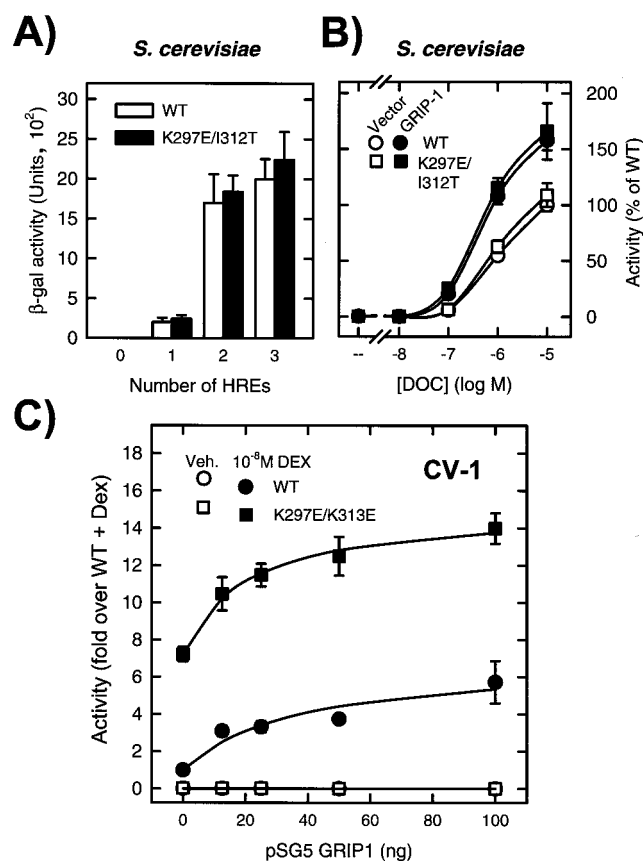 A)
S. cerevisiae
WT
K297E/I312T
30
25
20
15
10
5
0
β-gal activity (Units, 10²)
0 1 2 3
Number of HREs
B)
S. cerevisiae
Vector
GRIP-1
WT
K297E/
I312T
200
150
100
50
0
Activity (% of WT)
-- -8 -7 -6 -5
[DOC] (log M)
C)
CV-1
Veh. 10⁻⁸M DEX
WT
K297E/K313E
18
16
14
12
10
8
6
4
2
0
Activity (fold over WT + Dex)
0 20 40 60 80 100
pSG5 GRIP1 (ng)